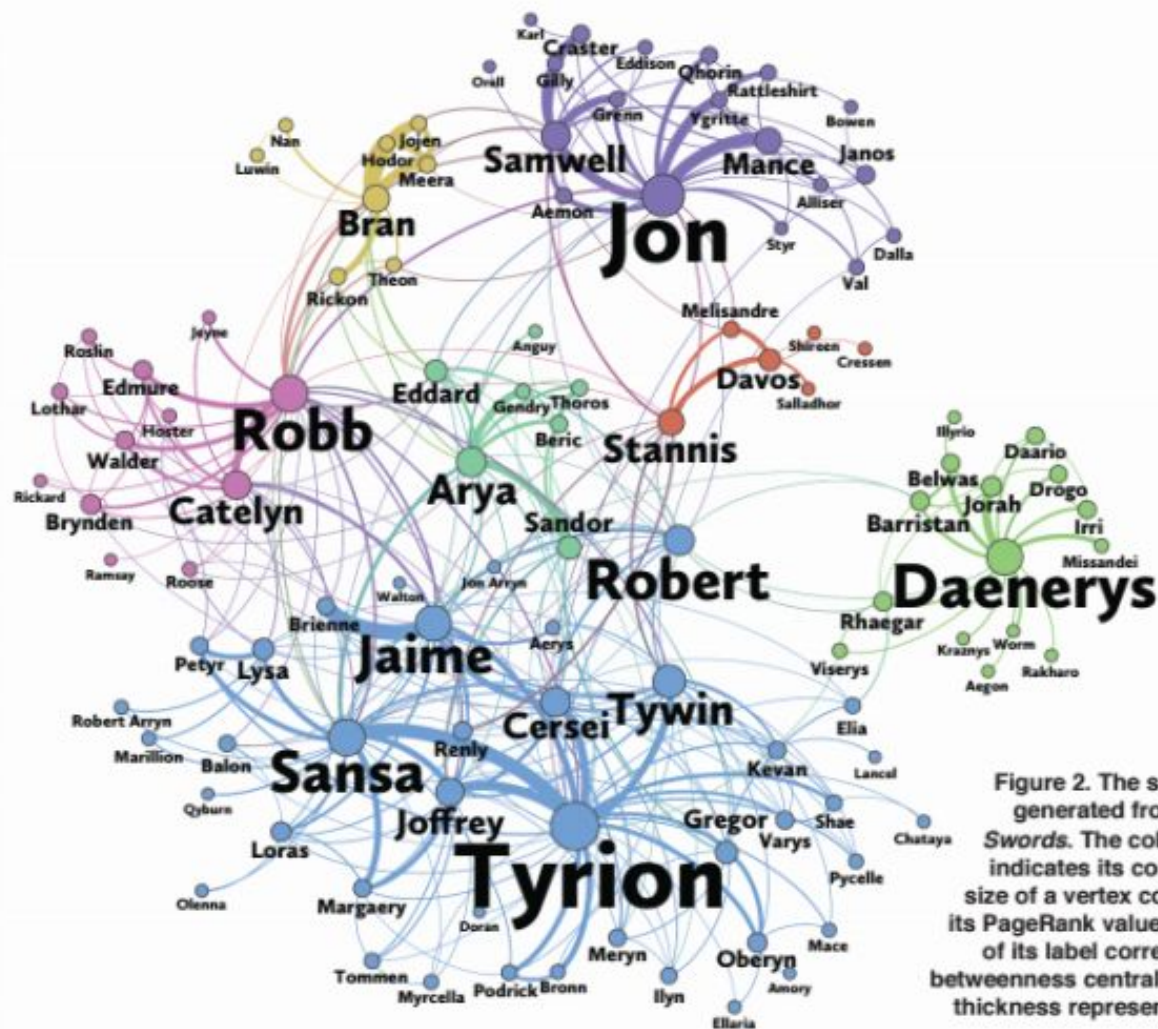 Karl
Craster
Eddison
Orell
Gilly
Qhorin
Rattleshirt
Grenn
Ygritte
Bowen
Nan
Jojen
Hodor
Samwell
Mance
Janos
Luwin
Meera
Alliser
Bran
Aemon
Jon
Styr
Dalla
Theon
Val
Rickon
Melisandre
Jeyne
Anguy
Shireen
Roslin
Cressen
Edmure
Eddard
Davos
Lothar
Gendry
Thoros
Salladhor
Hoster
Robb
Beric
Stannis
Illyrio
Daario
Walder
Belwas
Jorah
Drogo
Rickard
Catelyn
Arya
Brynden
Sandor
Barristan
Irri
Missandei
Ramsay
Roose
Jon Arryn
Robert
Daenerys
Walton
Brienne
Rhaegar
Aerys
Kraznys
Worm
Petyr
Lysa
Jaime
Viserys
Rakharo
Aegon
Robert Arryn
Cersei
Tywin
Elia
Marillion
Balon
Renly
Kevan
Lancel
Sansa
Qyburn
Joffrey
Gregor
Varys
Shae
Chataya
Loras
Tyrion
Pycelle
Olenna
Margaery
Doran
Meryn
Oberyn
Mace
Tommen
Myrcella
Podrick
Bronn
Ilyn
Amory
Ellaria
Figure 2. The s
generated fro
Swords. The col
indicates its co
size of a vertex co
its PageRank value
of its label corre
betweenness central
thickness represen